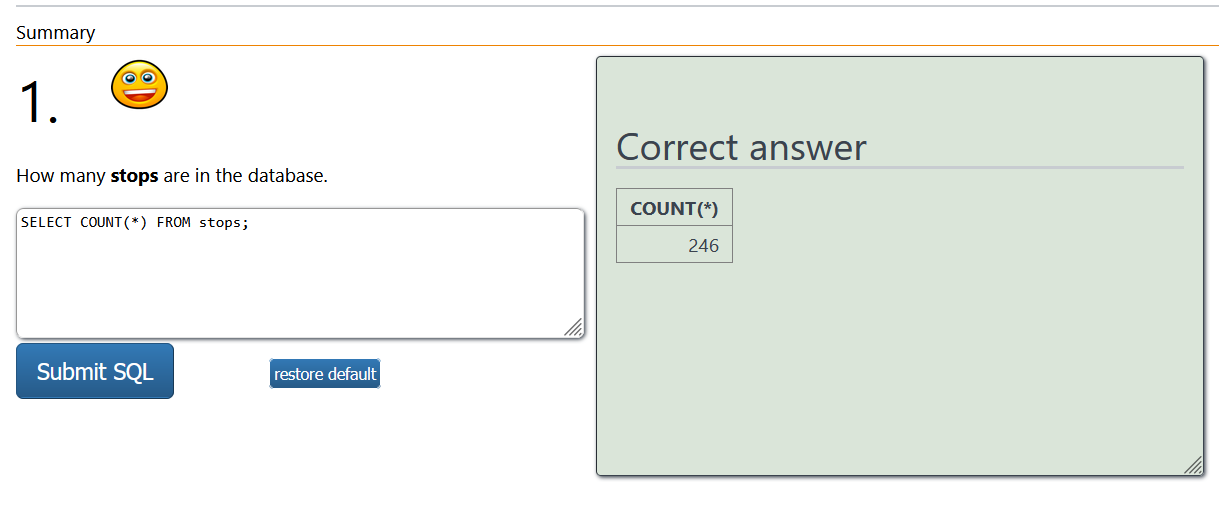 Summary
1.
How many stops are in the database.
SELECT COUNT(*) FROM stops;
Submit SQL
restore default
Correct answer
COUNT(*)
246